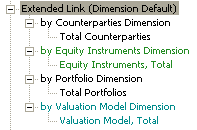 Extended Link (Dimension Default)
by Counterparties Dimension
Total Counterparties
by Equity Instruments Dimension
Equity Instruments, Total
by Portfolio Dimension
Total Portfolios
by Valuation Model Dimension
Valuation Model, Total